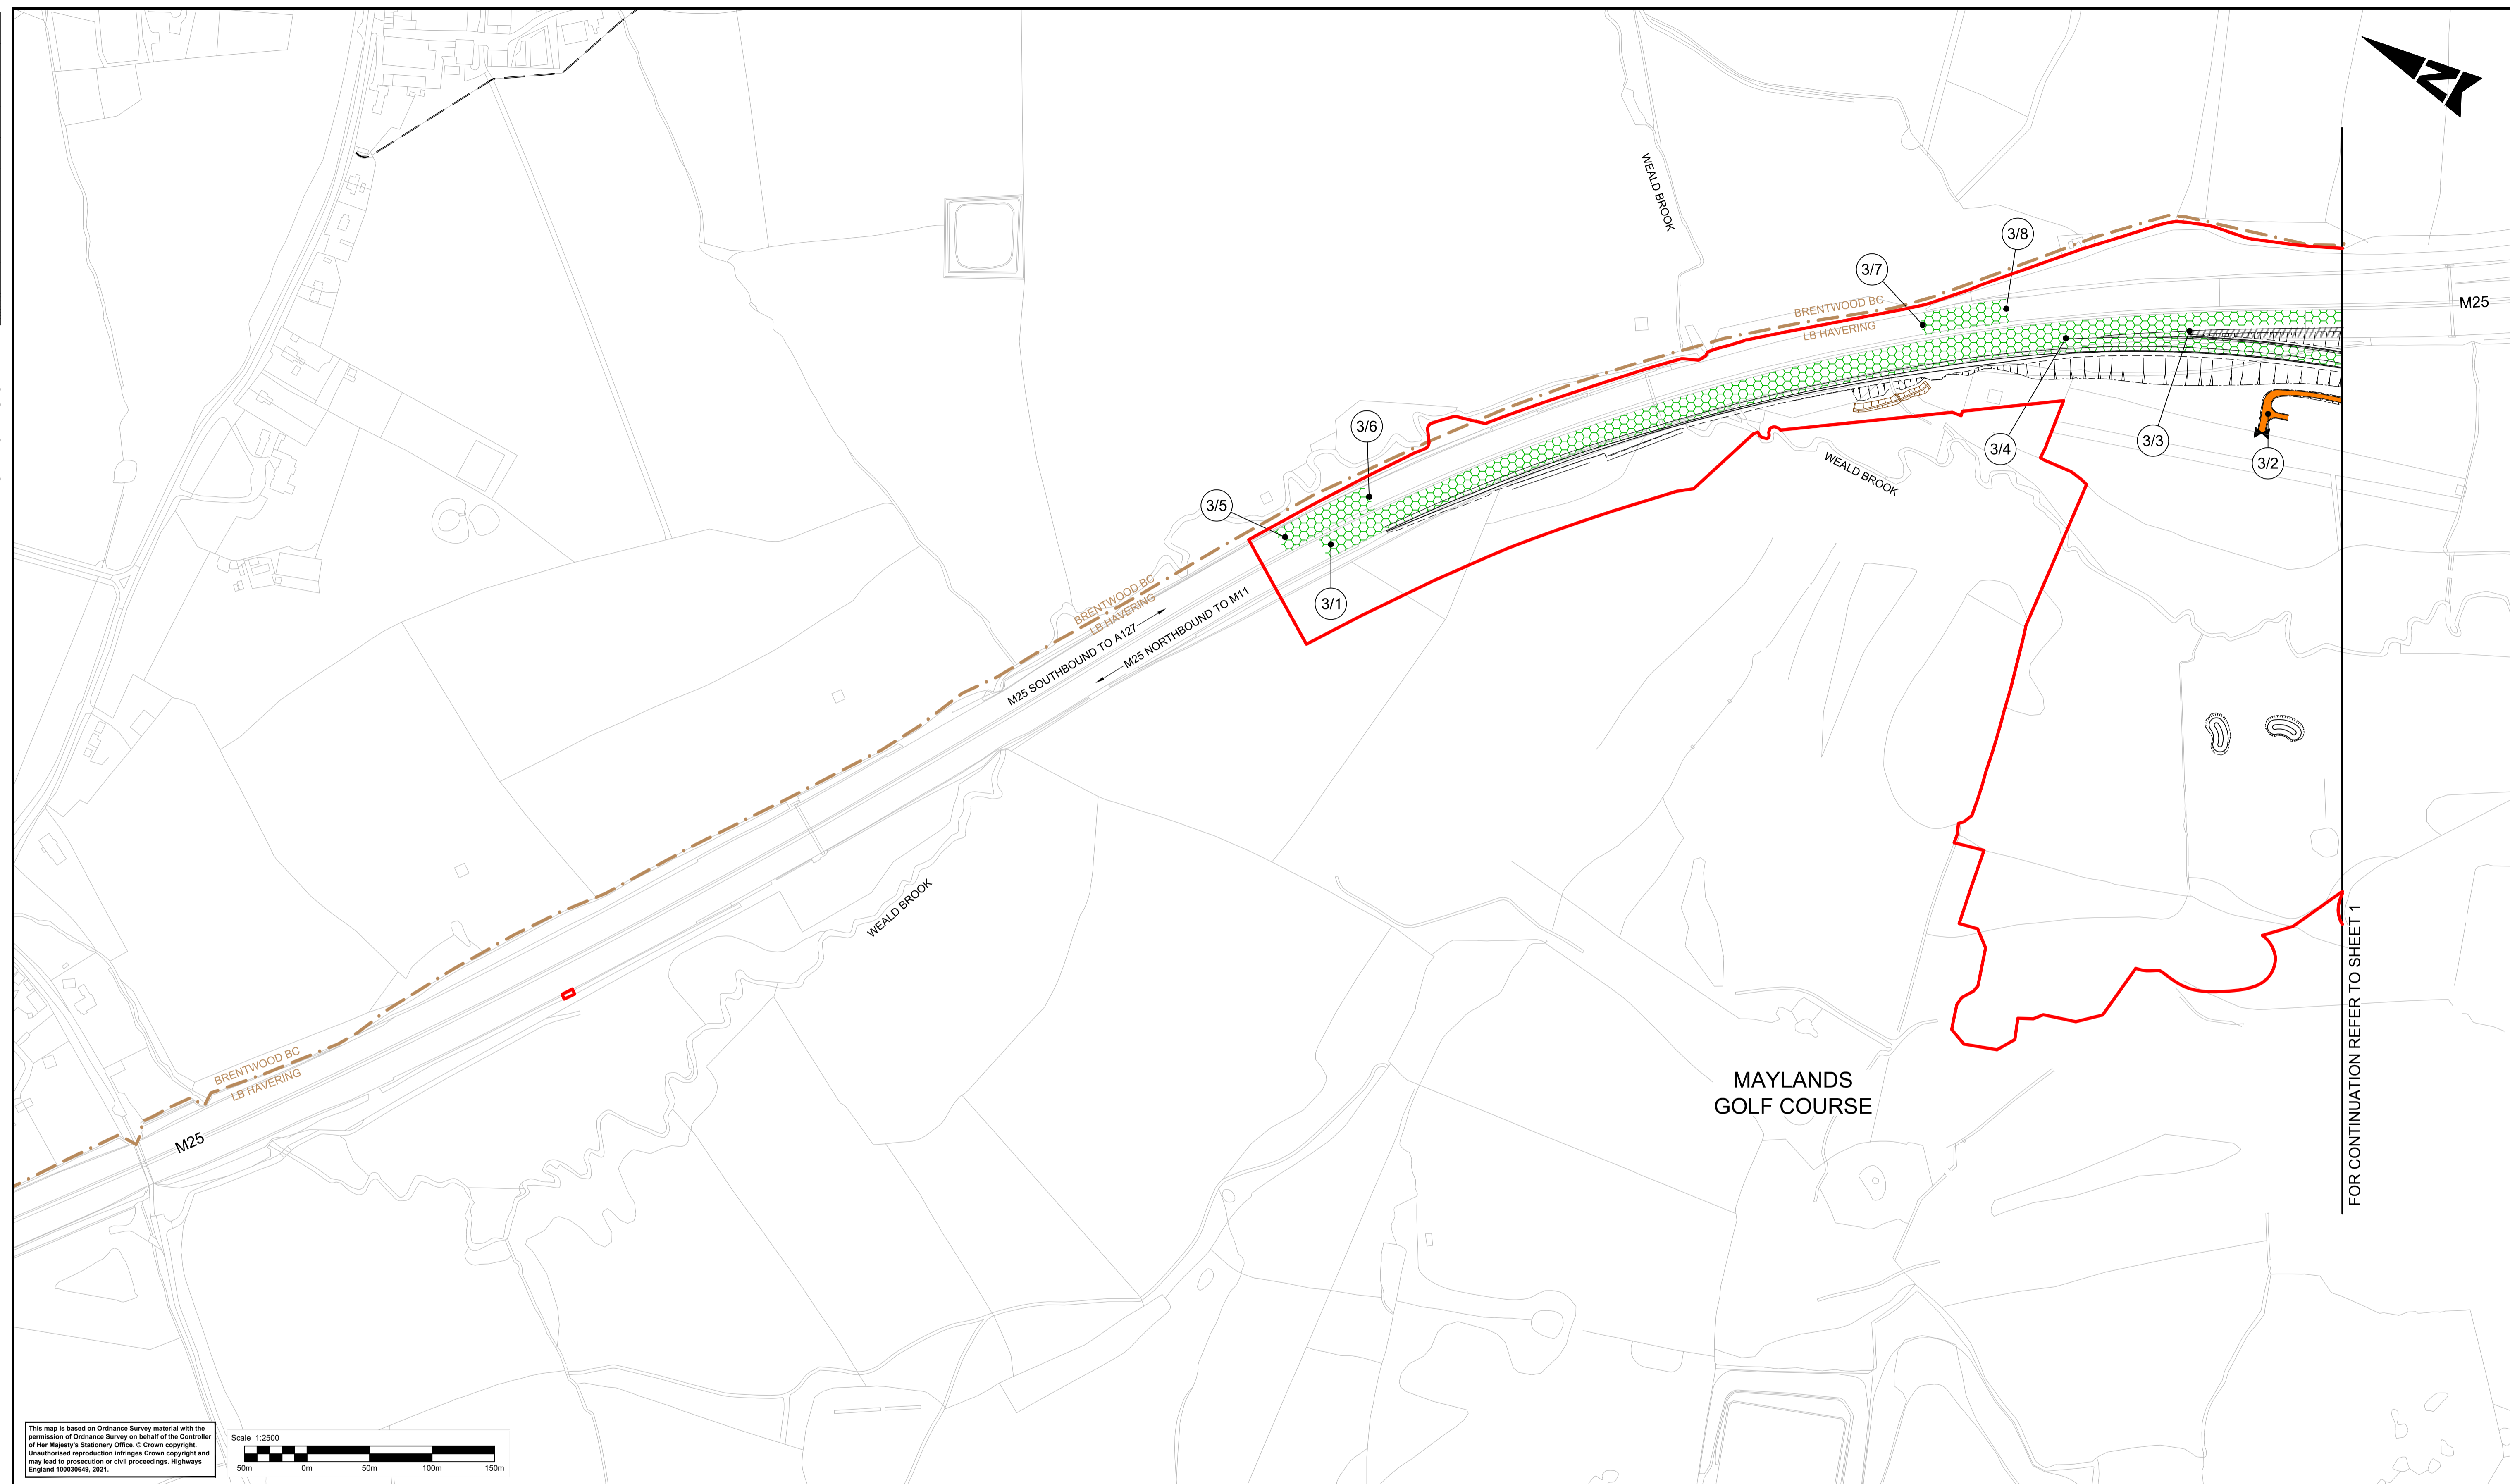 N
WEALD BROOK
3/8
3/7
BRENTWOOD BC
LB HAVERING
M25
3/6
3/5
3/4
3/3
3/2
WEALD BROOK
3/1
BRENTWOOD BC
LB HAVERING
M25 SOUTHBOUND TO A127
M25 NORTHBOUND TO M11
WEALD BROOK
FOR CONTINUATION REFER TO SHEET 1
BRENTWOOD BC
LB HAVERING
M25
MAYLANDS
GOLF COURSE
This map is based on Ordnance Survey material with the
permission of Ordnance Survey on behalf of the Controller
of Her Majesty's Stationery Office. © Crown copyright.
Unauthorised reproduction infringes Crown copyright and
may lead to prosecution or civil proceedings. Highways
England 100030649, 2021.
Scale 1:2500
50m 0m 50m 100m 150m